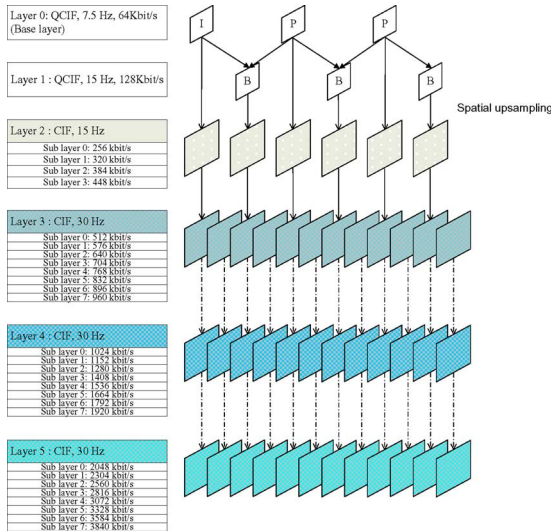 Layer 0: QCIF, 7.5 Hz, 64Kbit/s
(Base layer)
I
P
P
Layer 1 : QCIF, 15 Hz, 128Kbit/s
B
B
B
Spatial upsampling
Layer 2 : CIF, 15 Hz
Sub layer 0: 256 kbit/s
Sub layer 1: 320 kbit/s
Sub layer 2: 384 kbit/s
Sub layer 3: 448 kbit/s
Layer 3 : CIF, 30 Hz
Sub layer 0: 512 kbit/s
Sub layer 1: 576 kbit/s
Sub layer 2: 640 kbit/s
Sub layer 3: 704 kbit/s
Sub layer 4: 768 kbit/s
Sub layer 5: 832 kbit/s
Sub layer 6: 896 kbit/s
Sub layer 7: 960 kbit/s
Layer 4 : CIF, 30 Hz
Sub layer 0: 1024 kbit/s
Sub layer 1: 1152 kbit/s
Sub layer 2: 1280 kbit/s
Sub layer 3: 1408 kbit/s
Sub layer 4: 1536 kbit/s
Sub layer 5: 1664 kbit/s
Sub layer 6: 1792 kbit/s
Sub layer 7: 1920 kbit/s
Layer 5 : CIF, 30 Hz
Sub layer 0: 2048 kbit/s
Sub layer 1: 2304 kbit/s
Sub layer 2: 2560 kbit/s
Sub layer 3: 2816 kbit/s
Sub layer 4: 3072 kbit/s
Sub layer 5: 3328 kbit/s
Sub layer 6: 3584 kbit/s
Sub layer 7: 3840 kbit/s